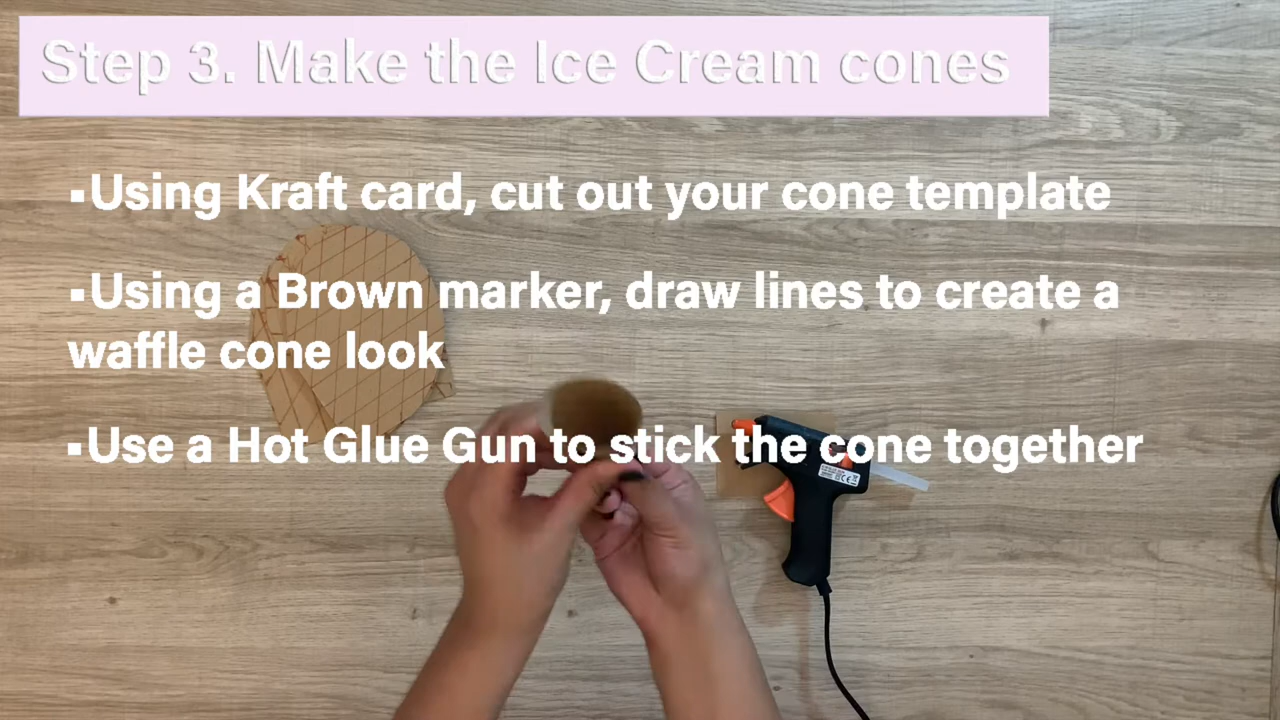 Step 3. Make the Ice Cream cones
▪Using Kraft card, cut out your cone template
▪Using a Brown marker, draw lines to create a
waffle cone look
▪Use a Hot Glue Gun to stick the cone together